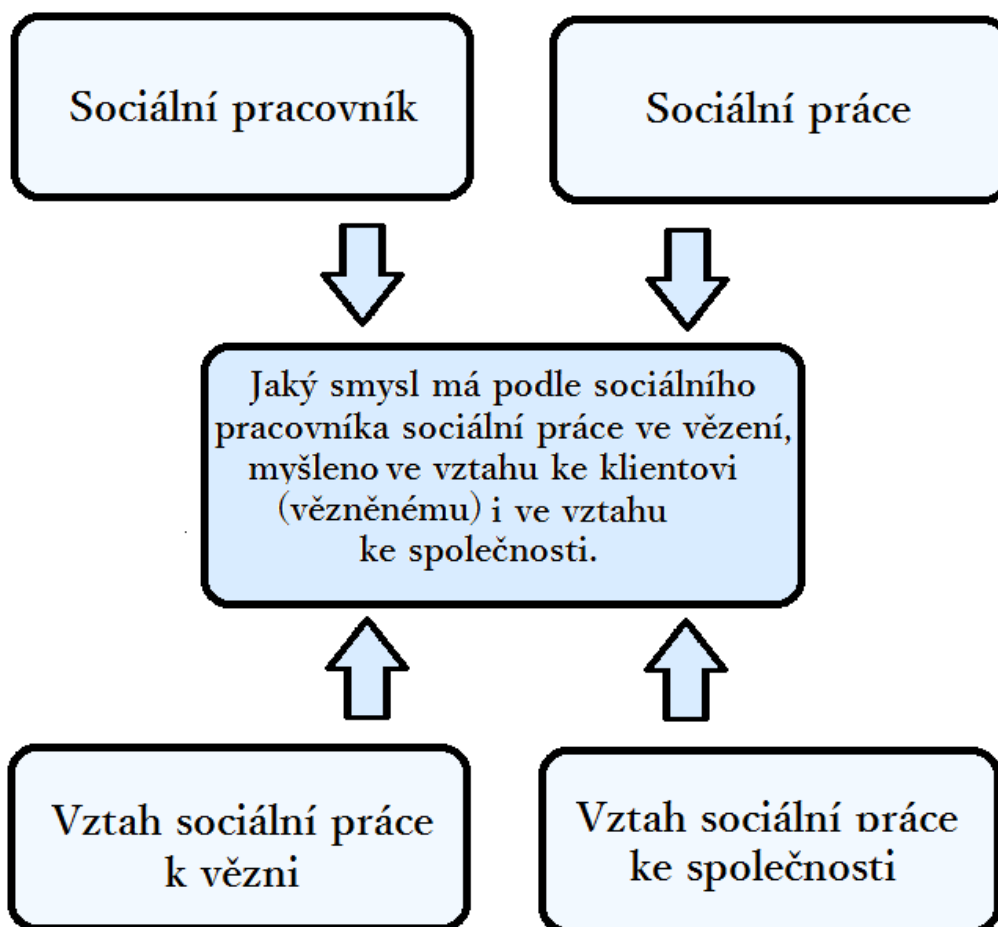 Sociální pracovník
Sociální práce
Jaký smysl má podle sociálního
pracovníka sociální práce ve vězení,
myšleno ve vztahu ke klientovi
(vězněnému) i ve vztahu
ke společnosti.
Vztah sociální práce
k vězni
Vztah sociální práce
ke společnosti